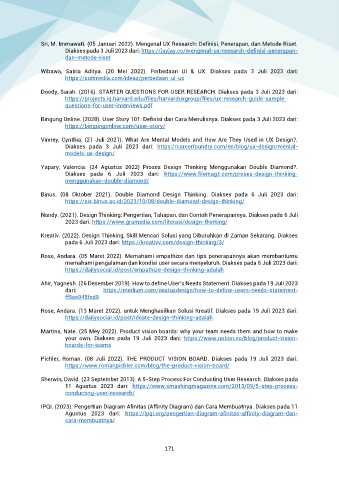 Sri, M. Immawati. (05 Januari 2022). Mengenal UX Research: Definisi, Penerapan, dan Metode Riset.
Diakses pada 3 Juli 2023 dari: https://jayjay.co/mengenal-ux-research-definisi-penerapan-
dan-metode-riset
Wibawa, Satria Aditya. (20 Mei 2022). Perbedaan UI & UX. Diakses pada 3 Juli 2023 dari:
https://sasmedia.com/ideas/perbedaan-ui-ux
Doody, Sarah. (2016). STARTER QUESTIONS FOR USER RESEARCH. Diakses pada 3 Juli 2023 dari:
https://projects.iq.harvard.edu/files/harvarduxgroup/files/ux-research-guide-sample-
questions-for-user-interviews.pdf
Bingung Online. (2020). User Story 101: Definisi dan Cara Menulisnya. Diakses pada 3 Juli 2023 dari:
https://bingungonline.com/user-story/
Vinney, Cynthia. (21 Juli 2021). What Are Mental Models and How Are They Used in UX Design?.
Diakses pada 3 Juli 2023 dari: https://careerfoundry.com/en/blog/ux-design/mental-
models-ux-design/
Yapary, Valencia. (24 Agustus 2022) Proses Design Thinking Menggunakan Double Diamond?.
Diakses pada 6 Juli 2023 dari: https://www.filemagz.com/proses-design-thinking-
menggunakan-double-diamond/
Binus. (08 Oktober 2021). Double Diamond Design Thinking. Diakses pada 6 Juli 2023 dari:
https://sis.binus.ac.id/2021/10/08/double-diamond-design-thinking/
Nandy. (2021). Design Thinking: Pengertian, Tahapan, dan Contoh Penerapannya. Diakses pada 6 Juli
2023 dari: https://www.gramedia.com/literasi/design-thinking/
Kreativ. (2022). Design Thinking, Skill Mencari Solusi yang Dibutuhkan di Zaman Sekarang. Diakses
pada 6 Juli 2023 dari: https://kreativv.com/design-thinking/3/
Rose, Andara. (05 Maret 2022). Memahami empathize dan tips penerapannya akan membantumu
memahami pengalaman dan kondisi user secara menyeluruh. Diakses pada 6 Juli 2023 dari:
https://dailysocial.id/post/empathize-design-thinking-adalah
Ahir, Yagnesh. (26 Desember 2019). How to define User's Needs Statement. Diakses pada 19 Juli 2023
dari: https://medium.com/nextuxdesign/how-to-define-users-needs-statement-
Rose, Andara. (13 Maret 2022). untuk Menghasilkan Solusi Kreatif. Diakses pada 19 Juli 2023 dari:
https://dailysocial.id/post/ideate-design-thinking-adalah
Martins, Nate. (25 May 2022). Product vision boards: why your team needs them and how to make
your own. Diakses pada 19 Juli 2023 dari: https://www.notion.so/blog/product-vision-
boards-for-teams
Pichler, Roman. (08 Juli 2022). THE PRODUCT VISION BOARD. Diakses pada 19 Juli 2023 dari:
https://www.romanpichler.com/blog/the-product-vision-board/
Sherwin, David. (23 September 2013). A 5-Step Process For Conducting User Research. Diakses pada
11 Agustus 2023 dari: https://www.smashingmagazine.com/2013/09/5-step-process-
conducting-user-research/
IPQI. (2023). Pengertian Diagram Afinitas (Affinity Diagram) dan Cara Membuatnya. Diakses pada 11
Agustus 2023 dari: https://ipqi.org/pengertian-diagram-afinitas-affinity-diagram-dan-
cara-membuatnya/
171